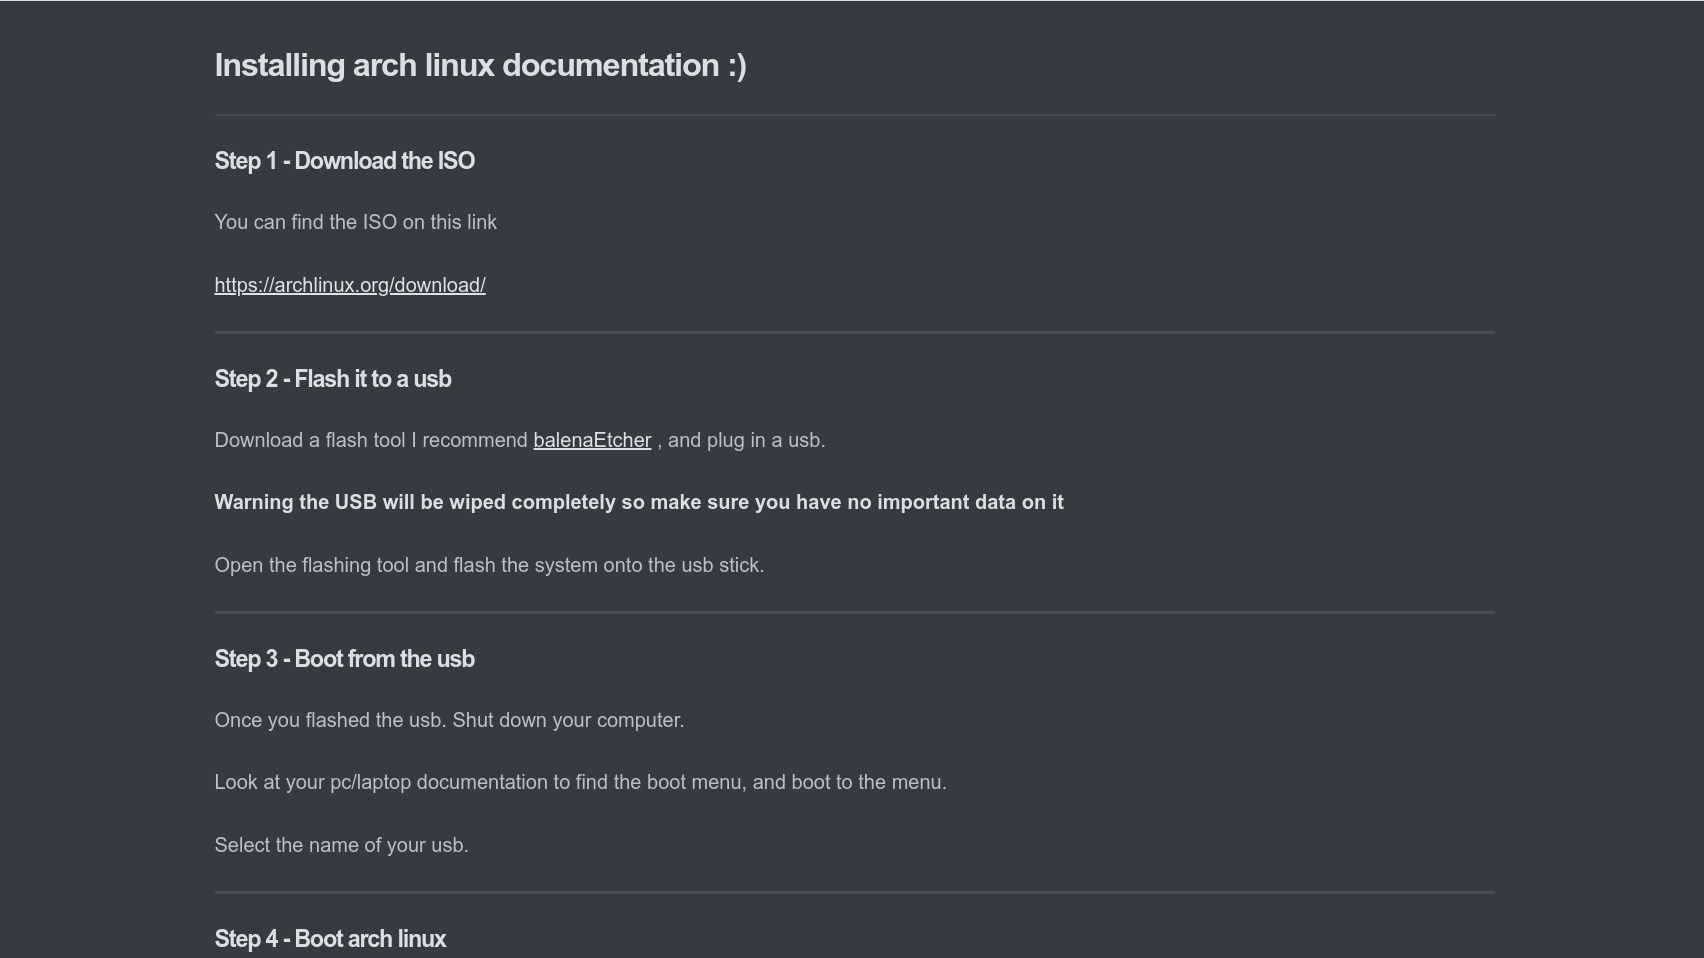 Installing arch linux documentation :)
Step 1 - Download the ISO
You can find the ISO on this link
https://archlinux.org/download/
Step 2 - Flash it to a usb
Download a flash tool I recommend balenaEtcher , and plug in a usb.
Warning the USB will be wiped completely so make sure you have no important data on it
Open the flashing tool and flash the system onto the usb stick.
Step 3 - Boot from the usb
Once you flashed the usb. Shut down your computer.
Look at your pc/laptop documentation to find the boot menu, and boot to the menu.
Select the name of your usb.
Step 4 - Boot arch linux